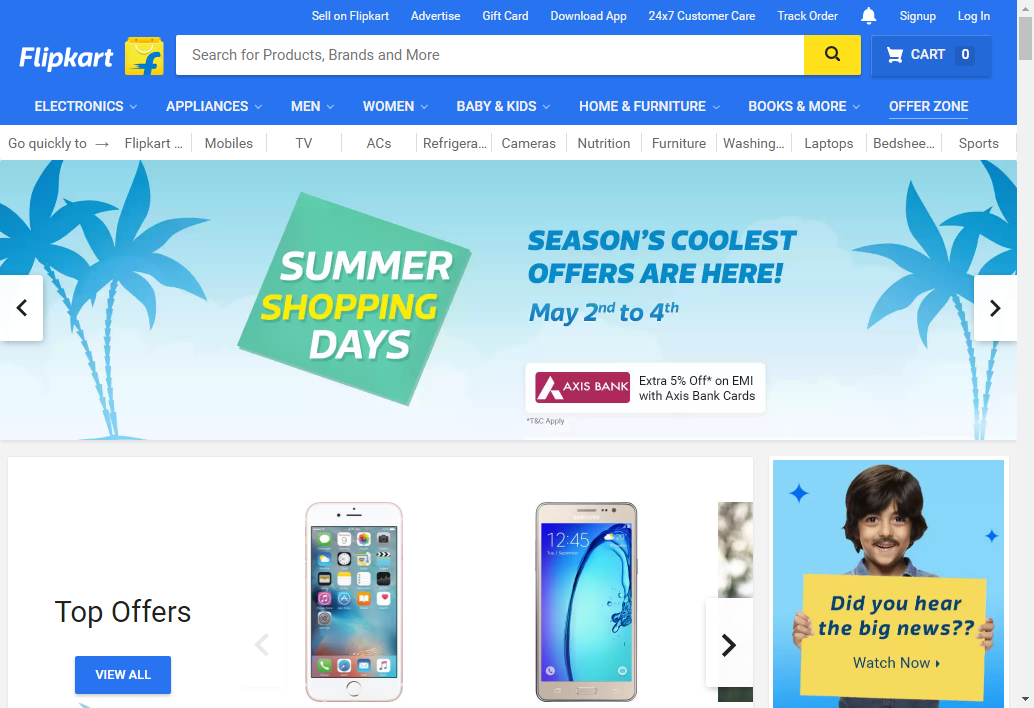 Sell on Flipkart Advertise Gift Card Download App 24x7 Customer Care Track Order Signup Log In
Flipkart
Search for Products, Brands and More
CART 0
ELECTRONICS APPLIANCES MEN WOMEN BABY & KIDS HOME & FURNITURE BOOKS & MORE OFFER ZONE
Go quickly to → Flipkart ... Mobiles TV ACs Refrigera... Cameras Nutrition Furniture Washing... Laptops Bedshee... Sports
SUMMER
SHOPPING
DAYS
SEASON'S COOLEST
OFFERS ARE HERE!
May 2nd to 4th
AXIS BANK
Extra 5% Off* on EMI
with Axis Bank Cards
*T&C Apply
Top Offers
VIEW ALL
SAMSUNG
12:45
Did you hear
the big news??
Watch Now